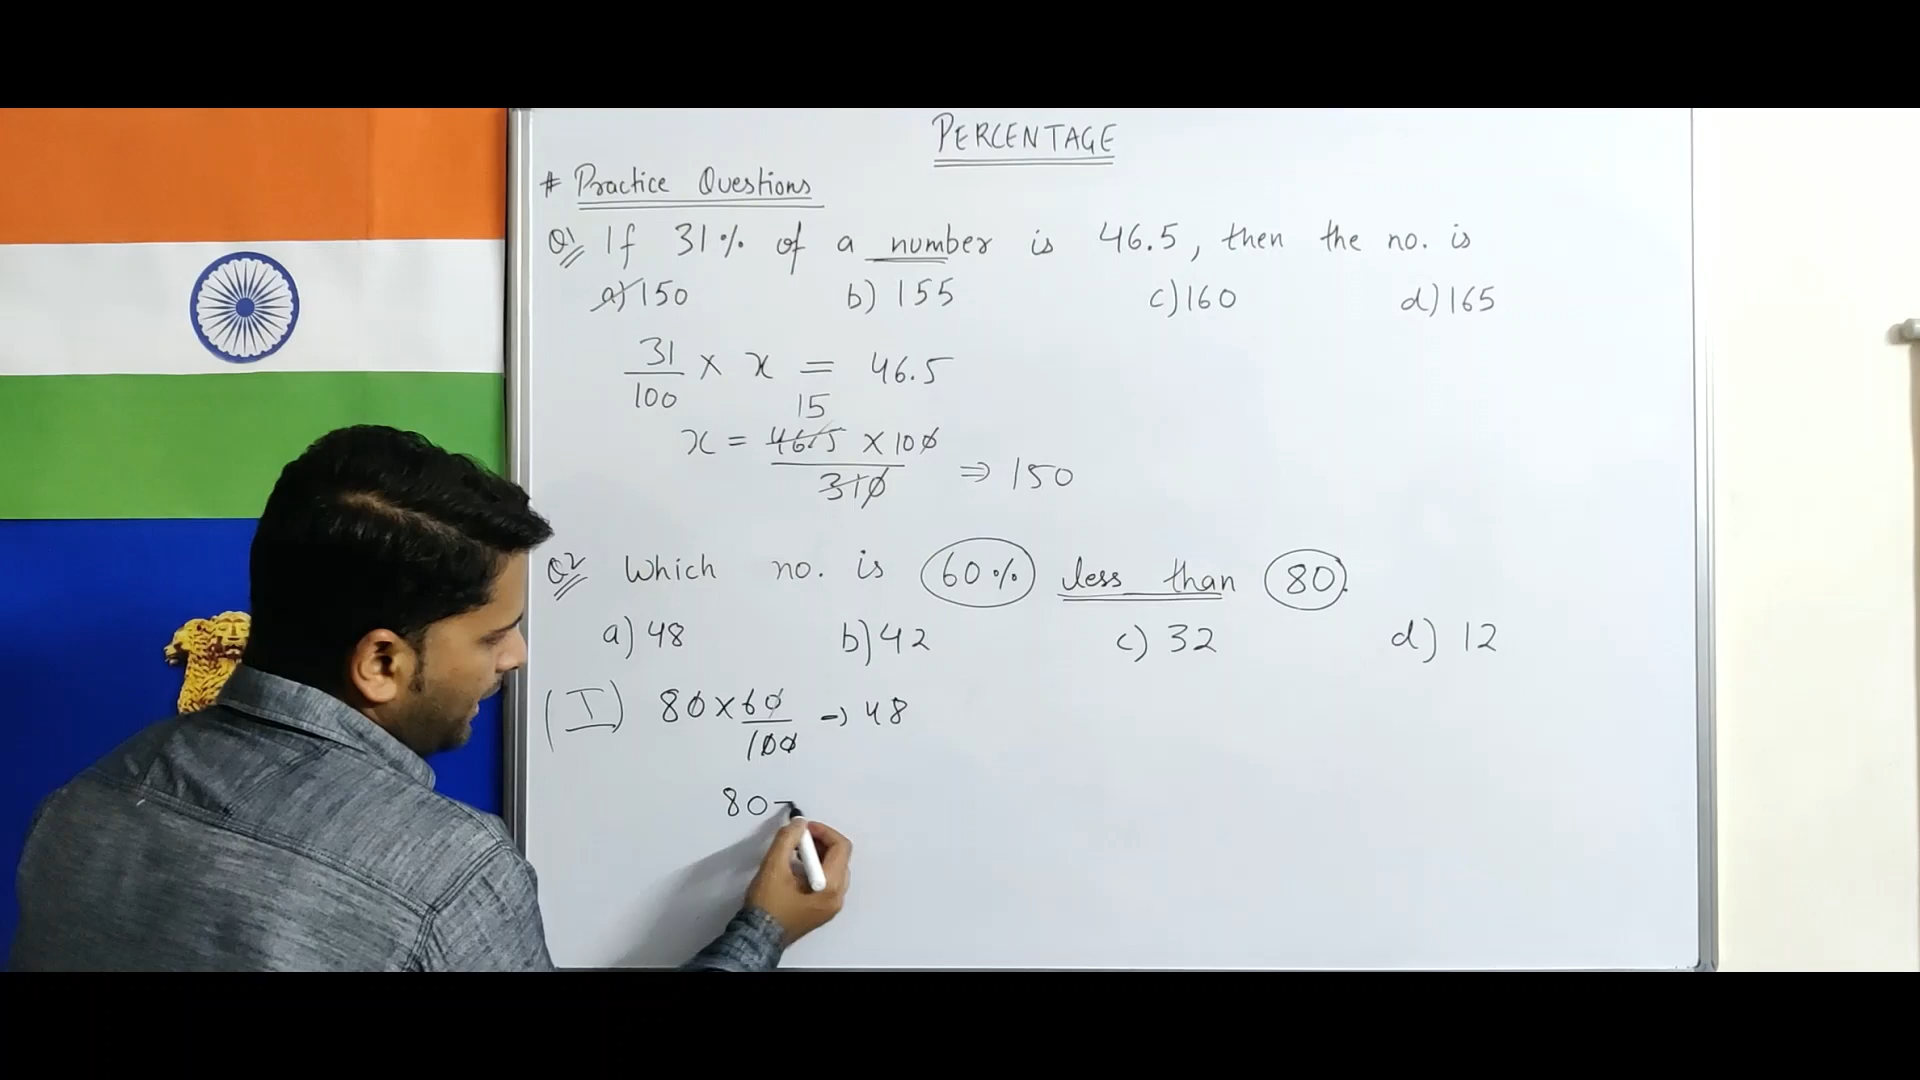 PERCENTAGE
# Practice Questions
Q1 If 31% of a number is 46.5, then the no. is
a) 150 b) 155 c) 160 d) 165
31/100 × x = 46.5
15
x = 46.5 × 100 / 310 ⇒ 150
Q2 Which no. is 60% less than 80.
a) 48 b) 42 c) 32 d) 12
(I) 80 × 60/100 → 48
80 -